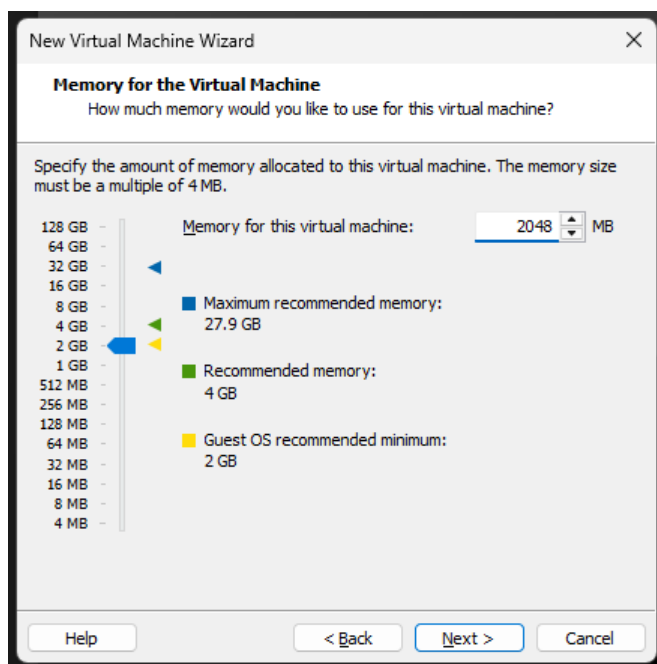 New Virtual Machine Wizard
Memory for the Virtual Machine
How much memory would you like to use for this virtual machine?
Specify the amount of memory allocated to this virtual machine. The memory size
must be a multiple of 4 MB.
128 GB
64 GB
32 GB
16 GB
8 GB
4 GB
2 GB
1 GB
512 MB
256 MB
128 MB
64 MB
32 MB
16 MB
8 MB
4 MB
Memory for this virtual machine: 2048 MB
Maximum recommended memory:
27.9 GB
Recommended memory:
4 GB
Guest OS recommended minimum:
2 GB
Help < Back Next > Cancel